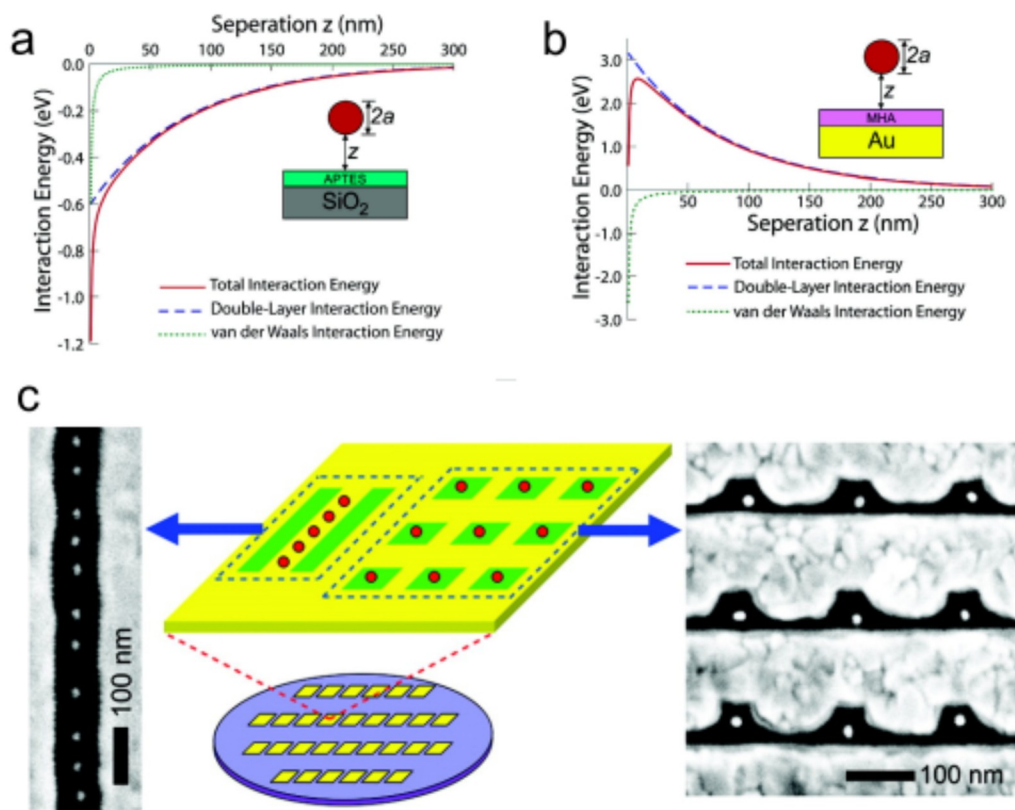 a
Seperation z (nm)
0 50 100 150 200 250 300
0.0
-0.2
-0.4
-0.6
-0.8
-1.0
-1.2
Interaction Energy (eV)
2a
z
APTES
SiO2
Total Interaction Energy
Double-Layer Interaction Energy
van der Waals Interaction Energy
b
3.0
2.0
1.0
0.0
-1.0
-2.0
-3.0
Interaction Energy (eV)
2a
z
MHA
Au
50 100 150 200 250 300
Seperation z (nm)
Total Interaction Energy
Double-Layer Interaction Energy
van der Waals Interaction Energy
c
100 nm
100 nm